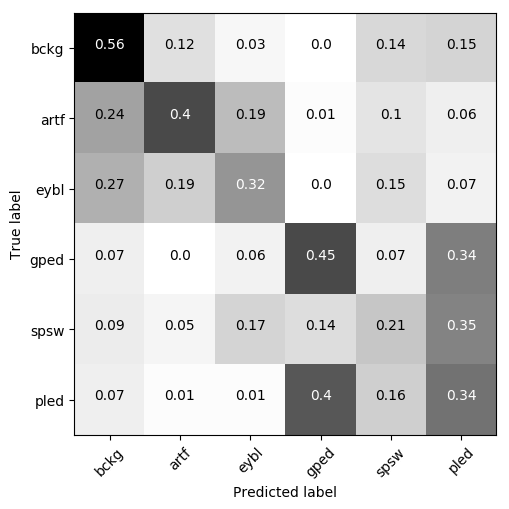 bckg 0.56 0.12 0.03 0.0 0.14 0.15
artf 0.24 0.4 0.19 0.01 0.1 0.06
eybl 0.27 0.19 0.32 0.0 0.15 0.07
gped 0.07 0.0 0.06 0.45 0.07 0.34
spsw 0.09 0.05 0.17 0.14 0.21 0.35
pled 0.07 0.01 0.01 0.4 0.16 0.34
bckg artf eybl gped spsw pled
True label
Predicted label